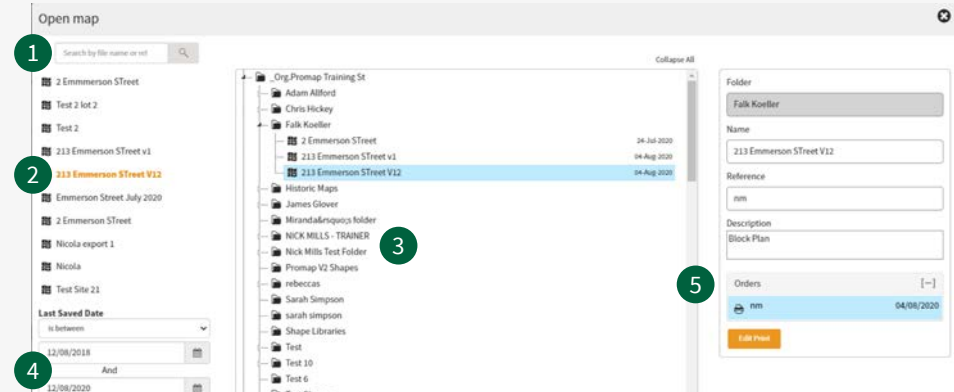 Open map
1
Search by file name or ref
Collapse All
2 Emmmerson STreet
Test 2 lot 2
Test 2
213 Emmerson STreet v1
2
213 Emmerson STreet V12
Emmerson Street July 2020
2 Emmerson STreet
Nicola export 1
Nicola
Test Site 21
Last Saved Date
is between
12/08/2018
And
4
12/08/2020
_Org.Promap Training St
Adam Allford
Chris Hickey
Falk Koeller
2 Emmerson STreet 24-Jul-2020
213 Emmerson STreet v1 04-Aug-2020
213 Emmerson STreet V12 04-Aug-2020
Historic Maps
James Glover
Miranda&rsquo;s folder
NICK MILLS - TRAINER
3
Nick Mills Test Folder
Promap V2 Shapes
rebeccas
Sarah Simpson
sarah simpson
Shape Libraries
Test
Test 10
Test 6
Folder
Falk Koeller
Name
213 Emmerson STreet V12
Reference
nm
Description
Block Plan
5
Orders [−]
nm 04/08/2020
Edit Print